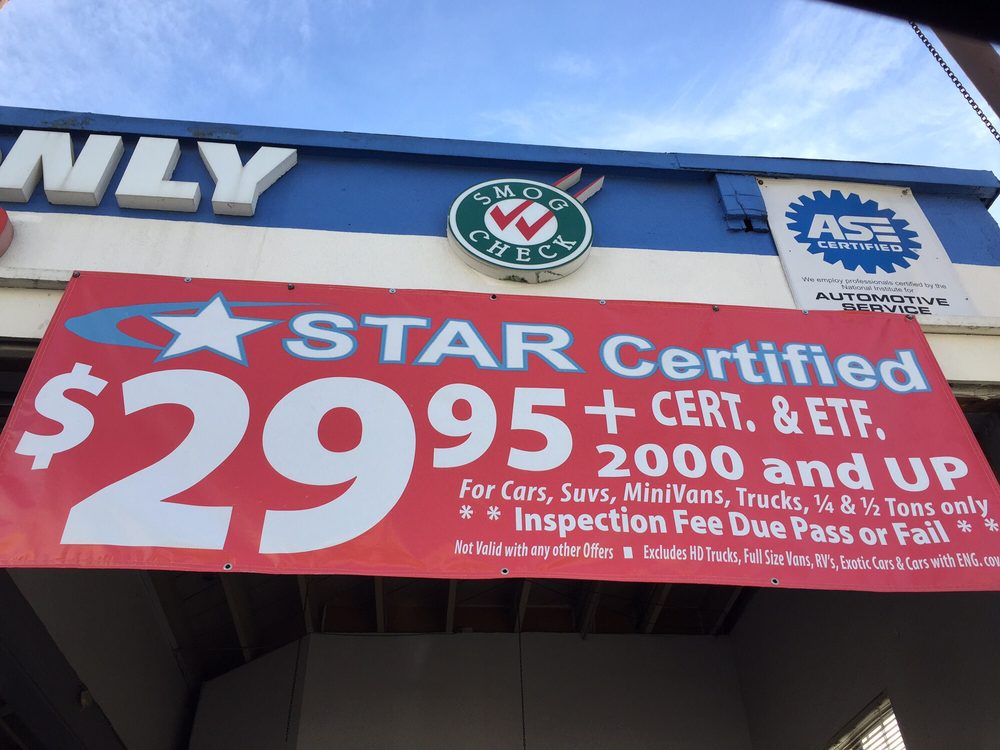 ONLY
SMOG
CHECK
ASE
CERTIFIED
We employ professionals certified by the
National Institute for
AUTOMOTIVE
SERVICE
STAR Certified
$29 95 + CERT. & ETF.
2000 and UP
For Cars, Suvs, MiniVans, Trucks, ¼ & ½ Tons only
* * Inspection Fee Due Pass or Fail * *
Not Valid with any other Offers ■ Excludes HD Trucks, Full Size Vans, RV's, Exotic Cars & Cars with ENG. cov